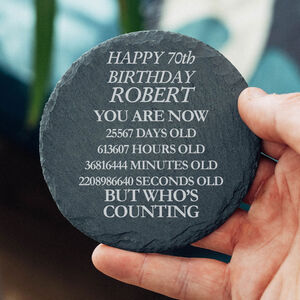 HAPPY 70th
BIRTHDAY
ROBERT
YOU ARE NOW
25567 DAYS OLD
613607 HOURS OLD
36816444 MINUTES OLD
2208986640 SECONDS OLD
BUT WHO'S
COUNTING